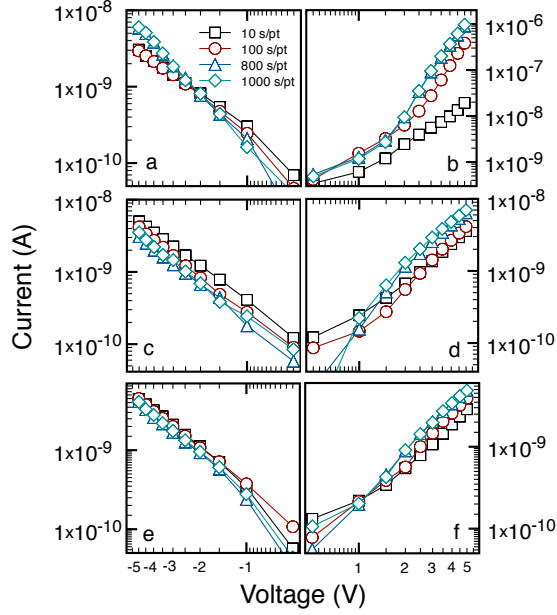 1×10⁻⁸
1×10⁻⁹
1×10⁻¹⁰
10 s/pt
100 s/pt
800 s/pt
1000 s/pt
a
b
1×10⁻⁶
1×10⁻⁷
1×10⁻⁸
1×10⁻⁹
1×10⁻⁸
1×10⁻⁹
1×10⁻¹⁰
c
d
1×10⁻⁸
1×10⁻⁹
1×10⁻¹⁰
Current (A)
1×10⁻⁹
1×10⁻¹⁰
e
f
1×10⁻⁹
1×10⁻¹⁰
-5 -4 -3 -2 -1
1 2 3 4 5
Voltage (V)
Voltage (V)